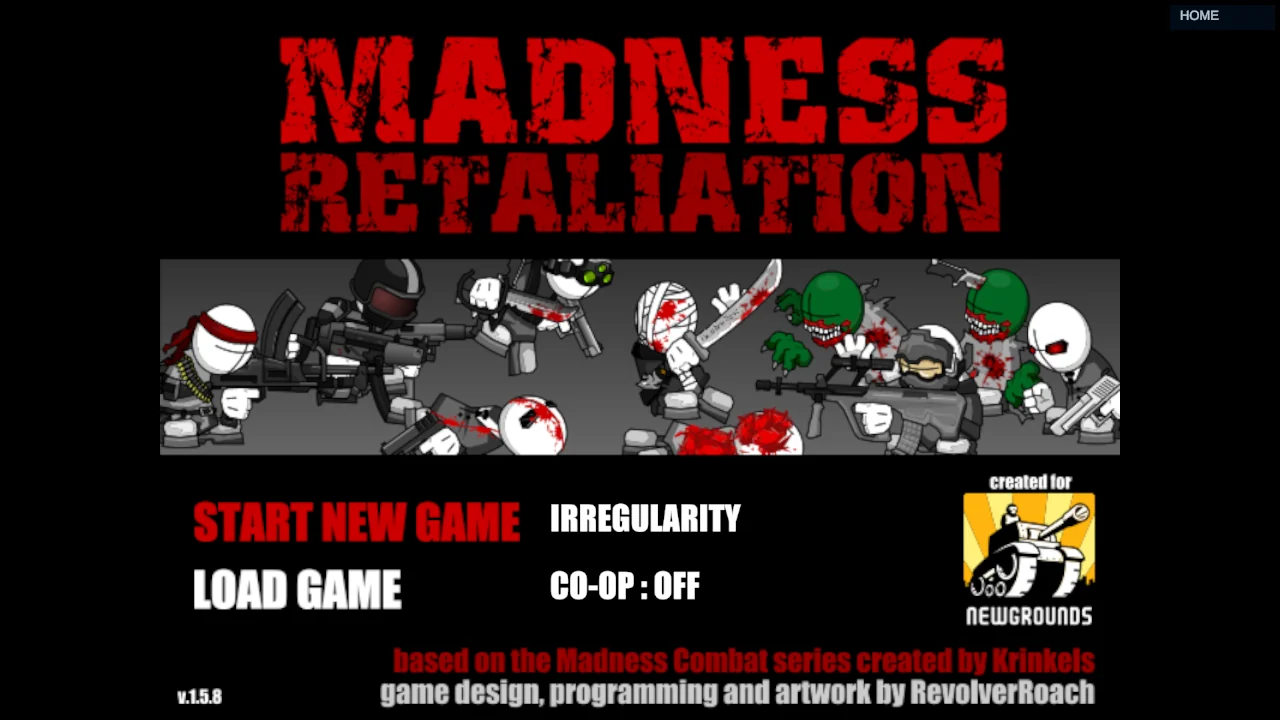 HOME
MADNESS
RETALIATION
START NEW GAME
IRREGULARITY
LOAD GAME
CO-OP : OFF
created for
NEWGROUNDS
based on the Madness Combat series created by Krinkels
game design, programming and artwork by RevolverRoach
v.1.5.8